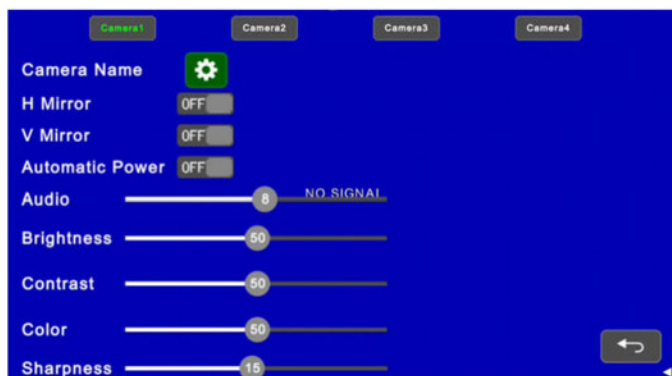 Camera1 Camera2 Camera3 Camera4
Camera Name
H Mirror OFF
V Mirror OFF
Automatic Power OFF
NO SIGNAL
Audio 8
Brightness 50
Contrast 50
Color 50
Sharpness 15